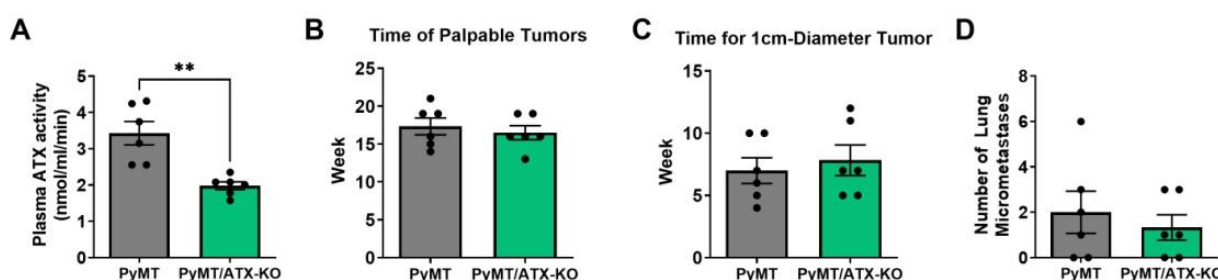 A
Plasma ATX activity
(nmol/ml/min)
5
4
3
2
1
0
**
PyMT
PyMT/ATX-KO
B
Time of Palpable Tumors
Week
25
20
15
10
5
0
PyMT
PyMT/ATX-KO
C
Time for 1cm-Diameter Tumor
Week
15
10
5
0
PyMT
PyMT/ATX-KO
D
Number of Lung
Micrometastases
8
6
4
2
0
PyMT
PyMT/ATX-KO